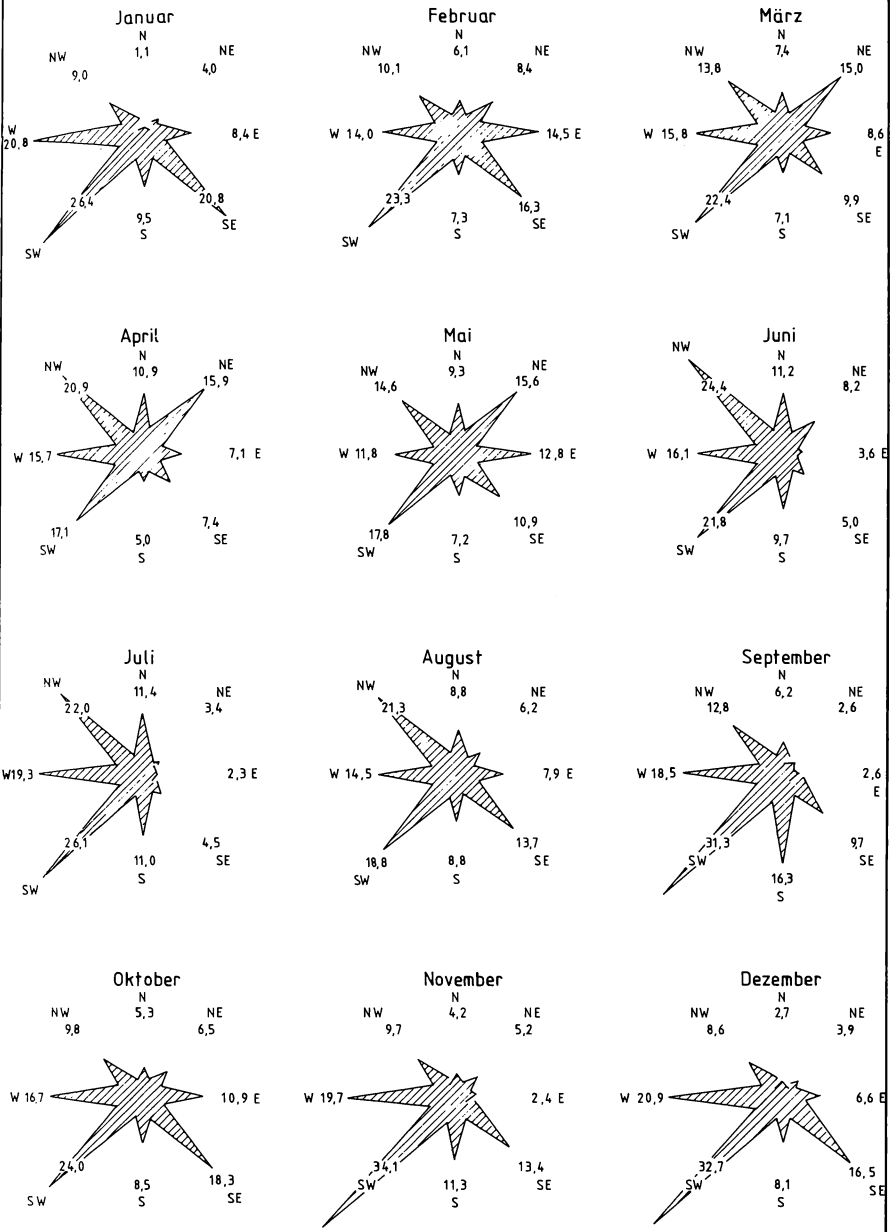 Januar
N
1,1
NW
9,0
NE
4,0
W
20,8
8,4 E
26,4
SW
9,5
S
20,8
SE
Februar
N
6,1
NW
10,1
NE
8,4
W 14,0
14,5 E
23,3
SW
7,3
S
16,3
SE
März
N
7,4
NW
13,8
NE
15,0
W 15,8
8,6
E
22,4
SW
7,1
S
9,9
SE
April
N
10,9
NW
20,9
NE
15,9
W 15,7
7,1 E
17,1
SW
5,0
S
7,4
SE
Mai
N
9,3
NW
14,6
NE
15,6
W 11,8
12,8 E
17,8
SW
7,2
S
10,9
SE
Juni
N
11,2
NW
24,4
NE
8,2
W 16,1
3,6 E
21,8
SW
9,7
S
5,0
SE
Juli
N
11,4
NW
22,0
NE
3,4
W19,3
2,3 E
26,1
SW
11,0
S
4,5
SE
August
N
8,8
NW
21,3
NE
6,2
W 14,5
7,9 E
18,8
SW
8,8
S
13,7
SE
September
N
6,2
NW
12,8
NE
2,6
W 18,5
2,6
E
31,3
SW
16,3
S
9,7
SE
Oktober
N
5,3
NW
9,8
NE
6,5
W 16,7
10,9 E
24,0
SW
8,5
S
18,3
SE
November
N
4,2
NW
9,7
NE
5,2
W 19,7
2,4 E
34,1
SW
11,3
S
13,4
SE
Dezember
N
2,7
NW
8,6
NE
3,9
W 20,9
6,6 E
32,7
SW
8,1
S
16,5
SE